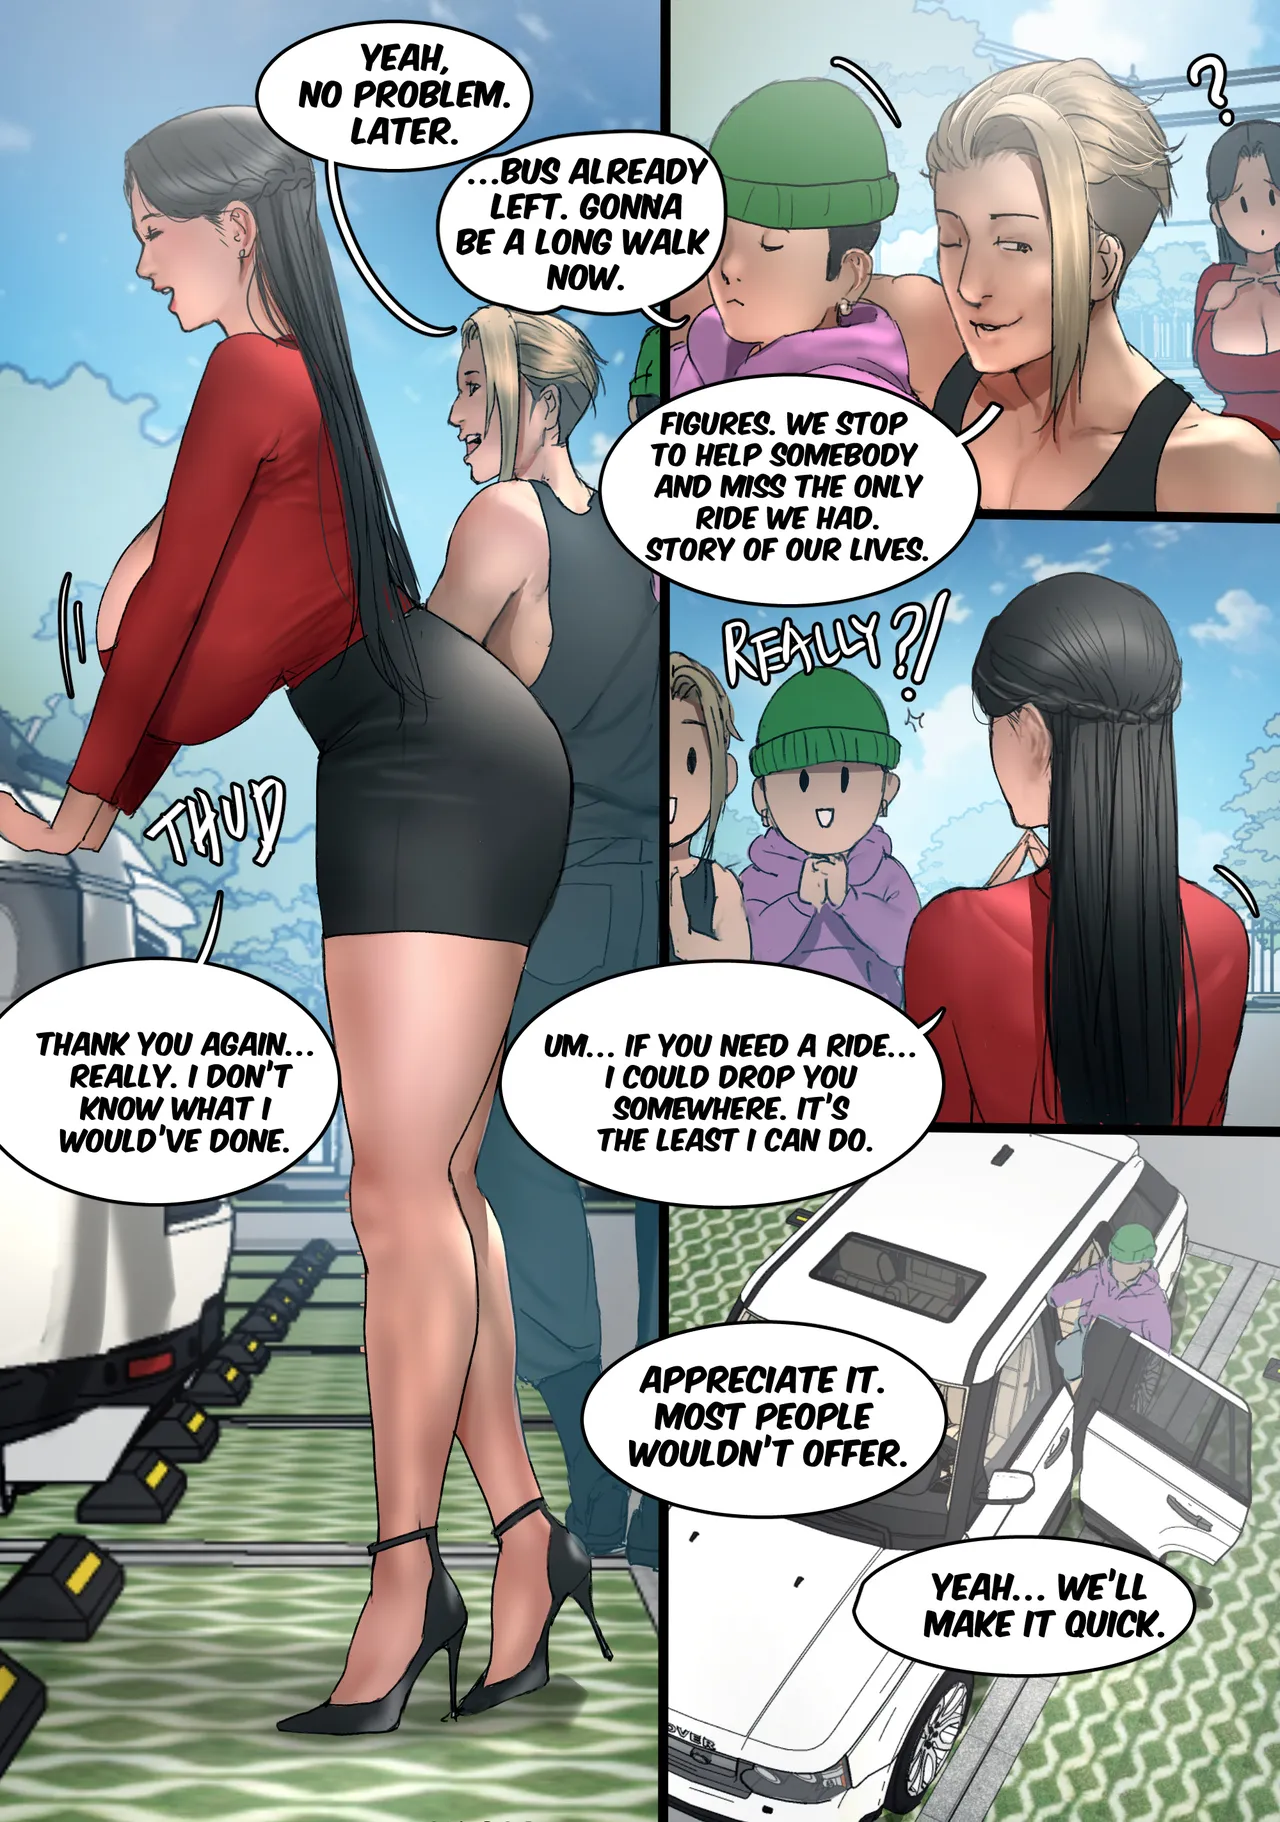 YEAH,
NO PROBLEM.
LATER.
...BUS ALREADY
LEFT. GONNA
BE A LONG WALK
NOW.
THUD
THANK YOU AGAIN...
REALLY. I DON'T
KNOW WHAT I
WOULD'VE DONE.
?
FIGURES. WE STOP
TO HELP SOMEBODY
AND MISS THE ONLY
RIDE WE HAD.
STORY OF OUR LIVES.
REALLY?!
UM... IF YOU NEED A RIDE...
I COULD DROP YOU
SOMEWHERE. IT'S
THE LEAST I CAN DO.
APPRECIATE IT.
MOST PEOPLE
WOULDN'T OFFER.
YEAH... WE'LL
MAKE IT QUICK.
OVER